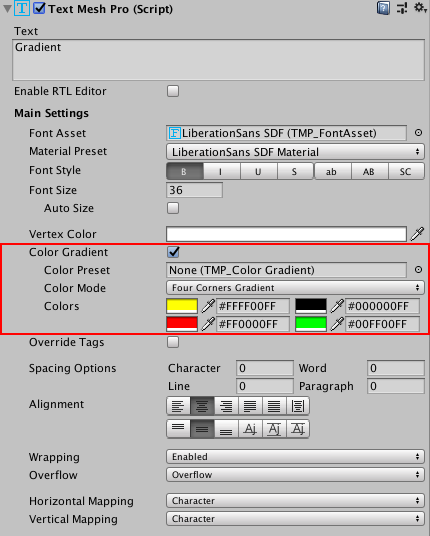 Text Mesh Pro (Script)
Text
Gradient
Enable RTL Editor
Main Settings
Font Asset LiberationSans SDF (TMP_FontAsset)
Material Preset LiberationSans SDF Material
Font Style B I U S ab AB SC
Font Size 36
Auto Size
Vertex Color
Color Gradient
Color Preset None (TMP_Color Gradient)
Color Mode Four Corners Gradient
Colors #FFFF00FF #000000FF
#FF0000FF #00FF00FF
Override Tags
Spacing Options Character 0 Word 0
Line 0 Paragraph 0
Alignment
Wrapping Enabled
Overflow Overflow
Horizontal Mapping Character
Vertical Mapping Character